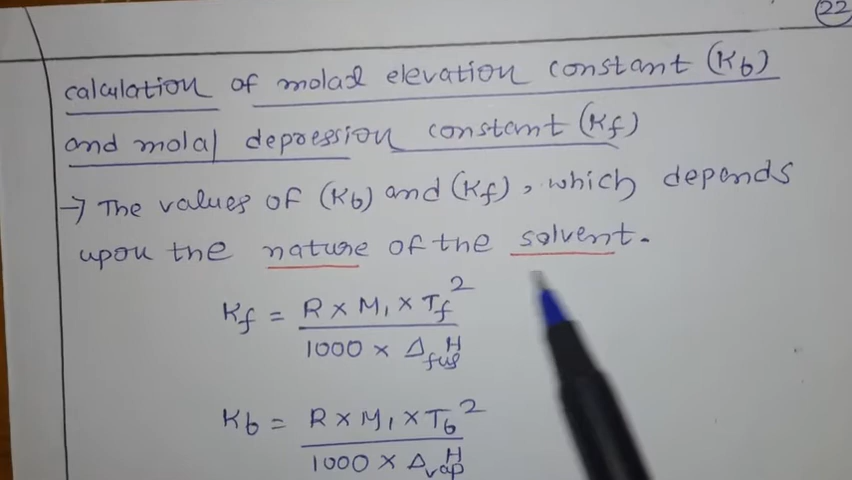 22
calculation of molal elevation constant (Kb)
and molal depression constant (Kf)
→ The values of (Kb) and (Kf), which depends
upon the nature of the solvent.
Kf = R × M₁ × Tf²
1000 × ΔfusH
Kb = R × M₁ × Tb²
1000 × ΔvapH